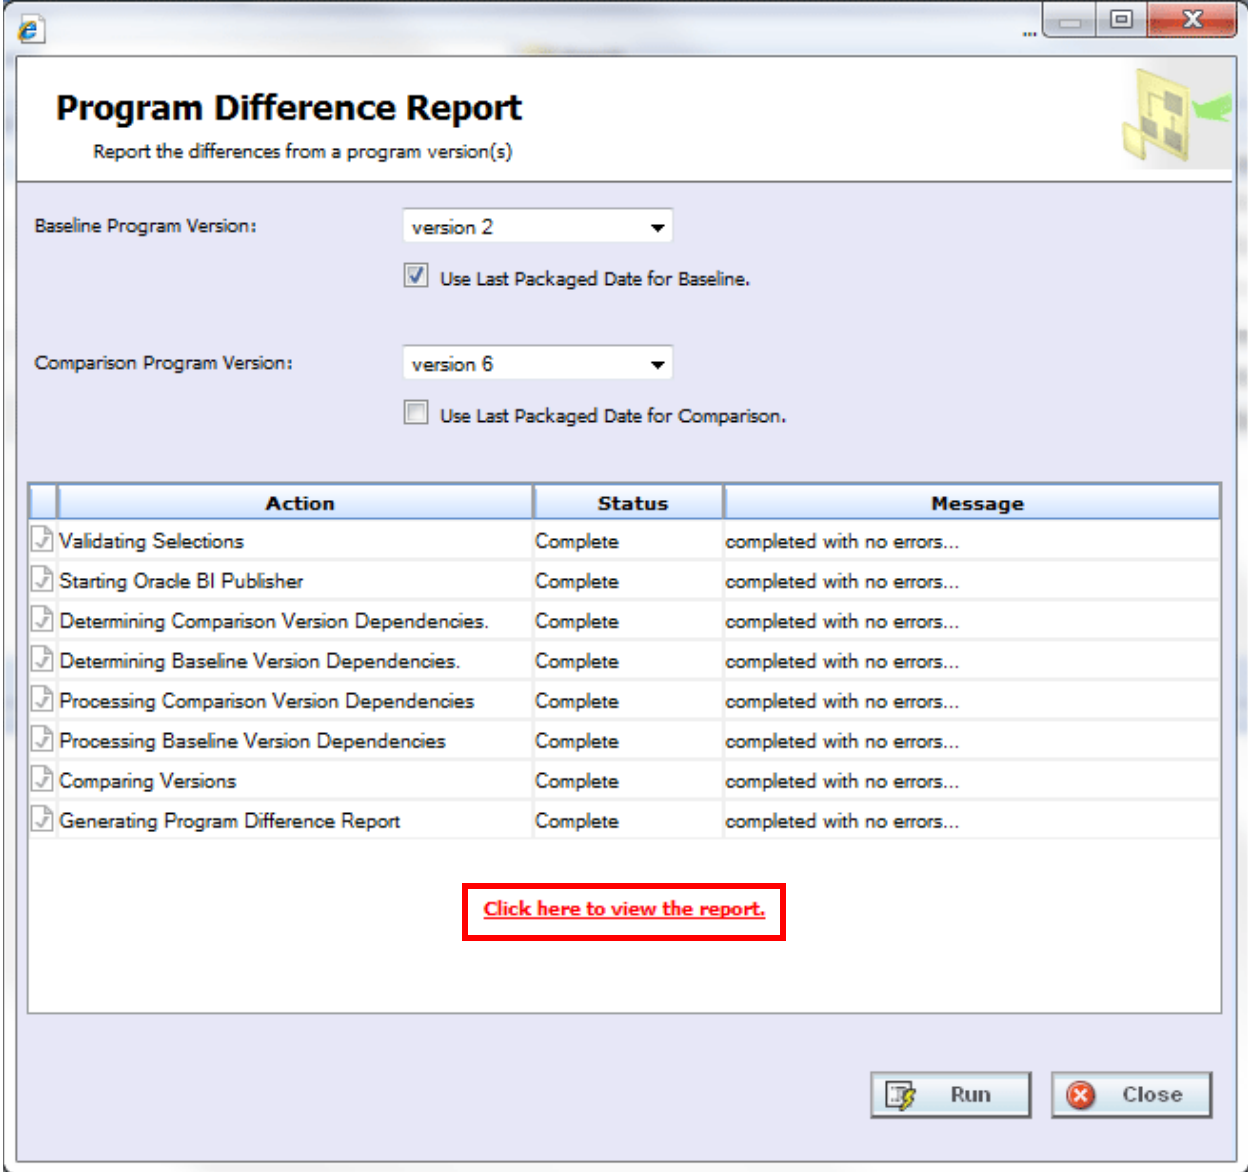 ...
Program Difference Report
Report the differences from a program version(s)
Baseline Program Version: version 2
Use Last Packaged Date for Baseline.
Comparison Program Version: version 6
Use Last Packaged Date for Comparison.
Action Status Message
Validating Selections Complete completed with no errors...
Starting Oracle BI Publisher Complete completed with no errors...
Determining Comparison Version Dependencies. Complete completed with no errors...
Determining Baseline Version Dependencies. Complete completed with no errors...
Processing Comparison Version Dependencies Complete completed with no errors...
Processing Baseline Version Dependencies Complete completed with no errors...
Comparing Versions Complete completed with no errors...
Generating Program Difference Report Complete completed with no errors...
Click here to view the report.
Run Close